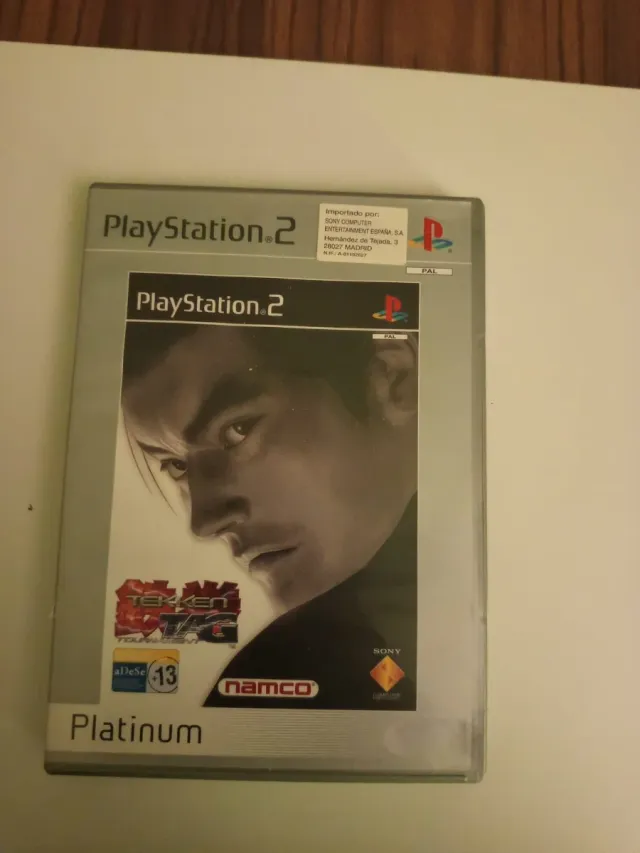 PlayStation®2
Importado por:
SONY COMPUTER
ENTERTAINMENT ESPAÑA, S.A.
Hernández de Tejada, 3
28027 MADRID
PAL
PlayStation®2
PAL
TEKKEN
TAG
TOURNAMENT
™
aDeSe
+13
namco
SONY
Platinum